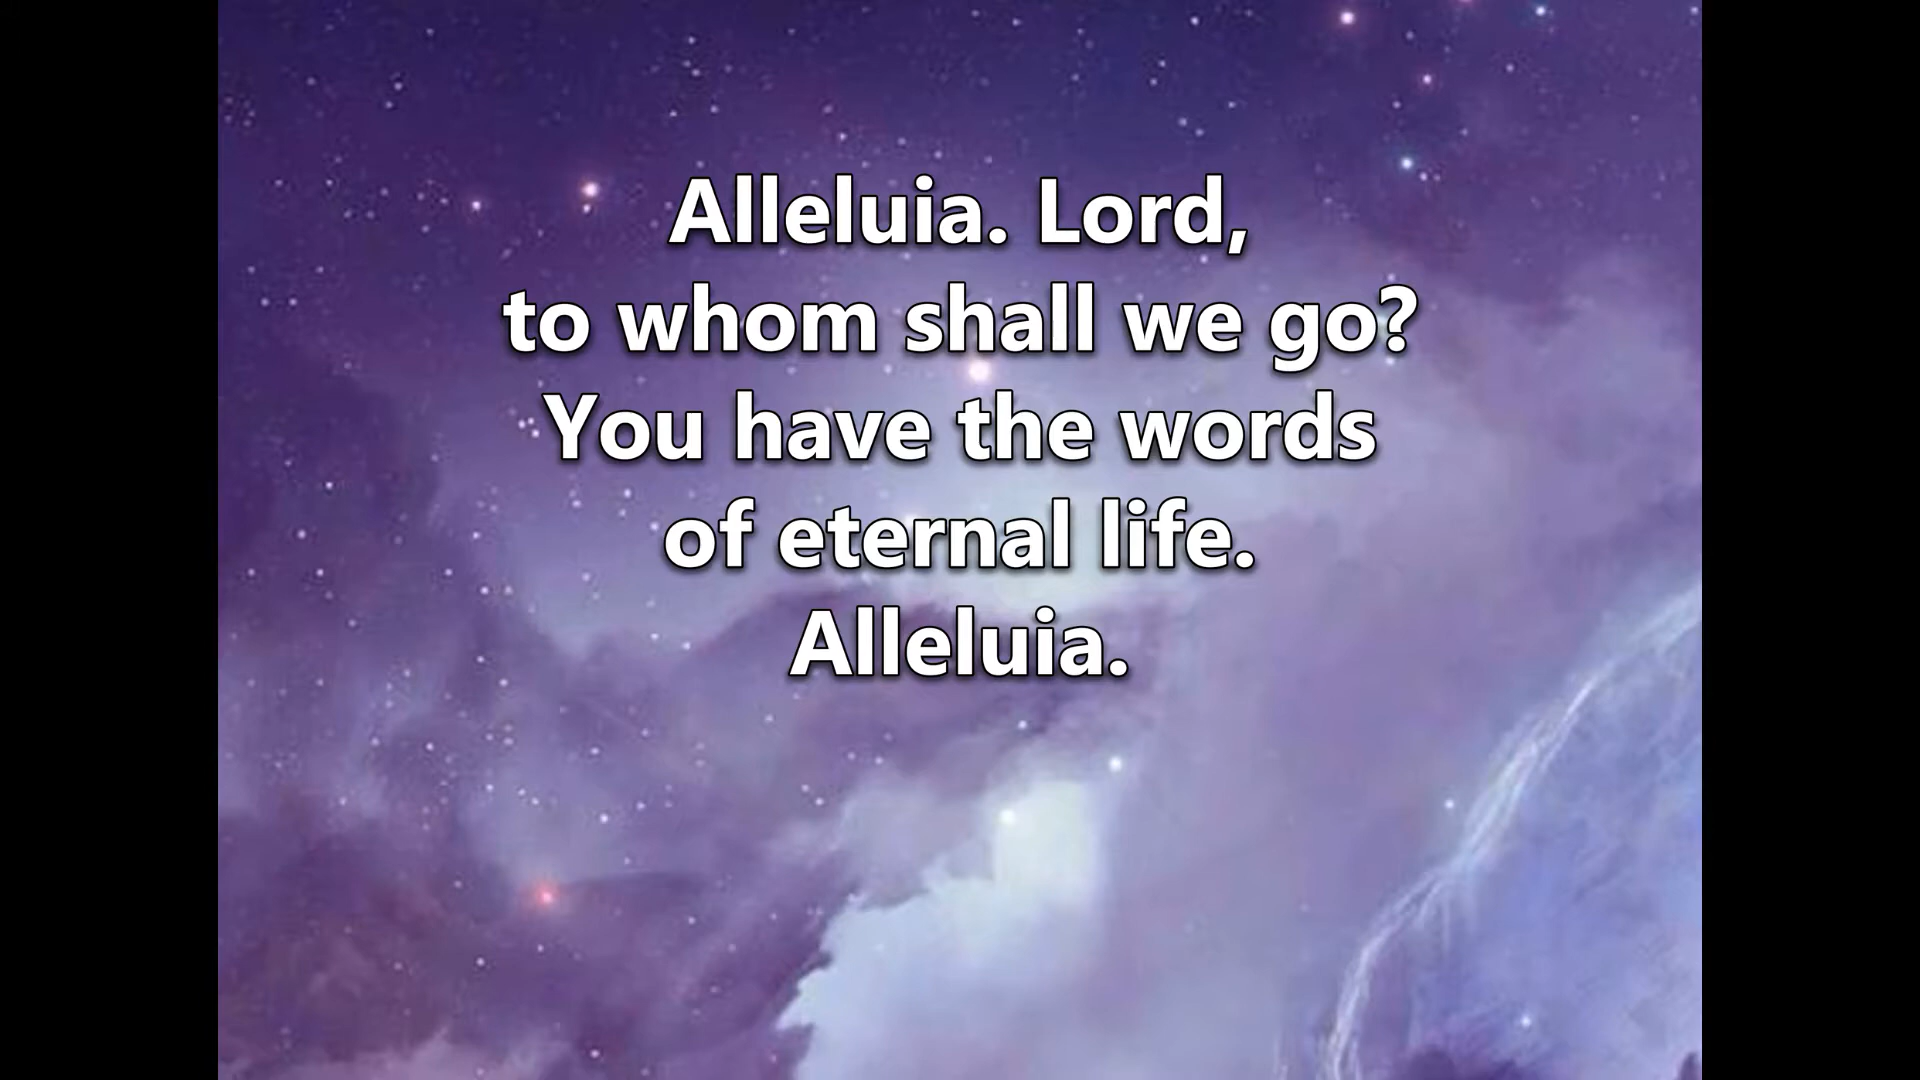 Alleluia. Lord,
to whom shall we go?
You have the words
of eternal life.
Alleluia.